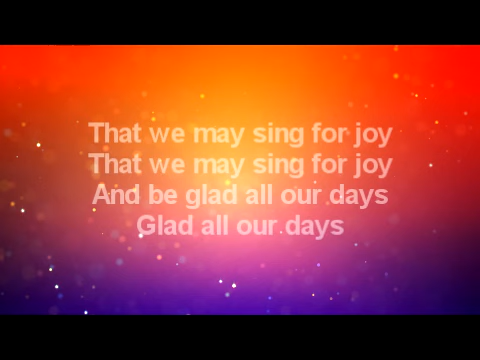 That we may sing for joy
That we may sing for joy
And be glad all our days
Glad all our days